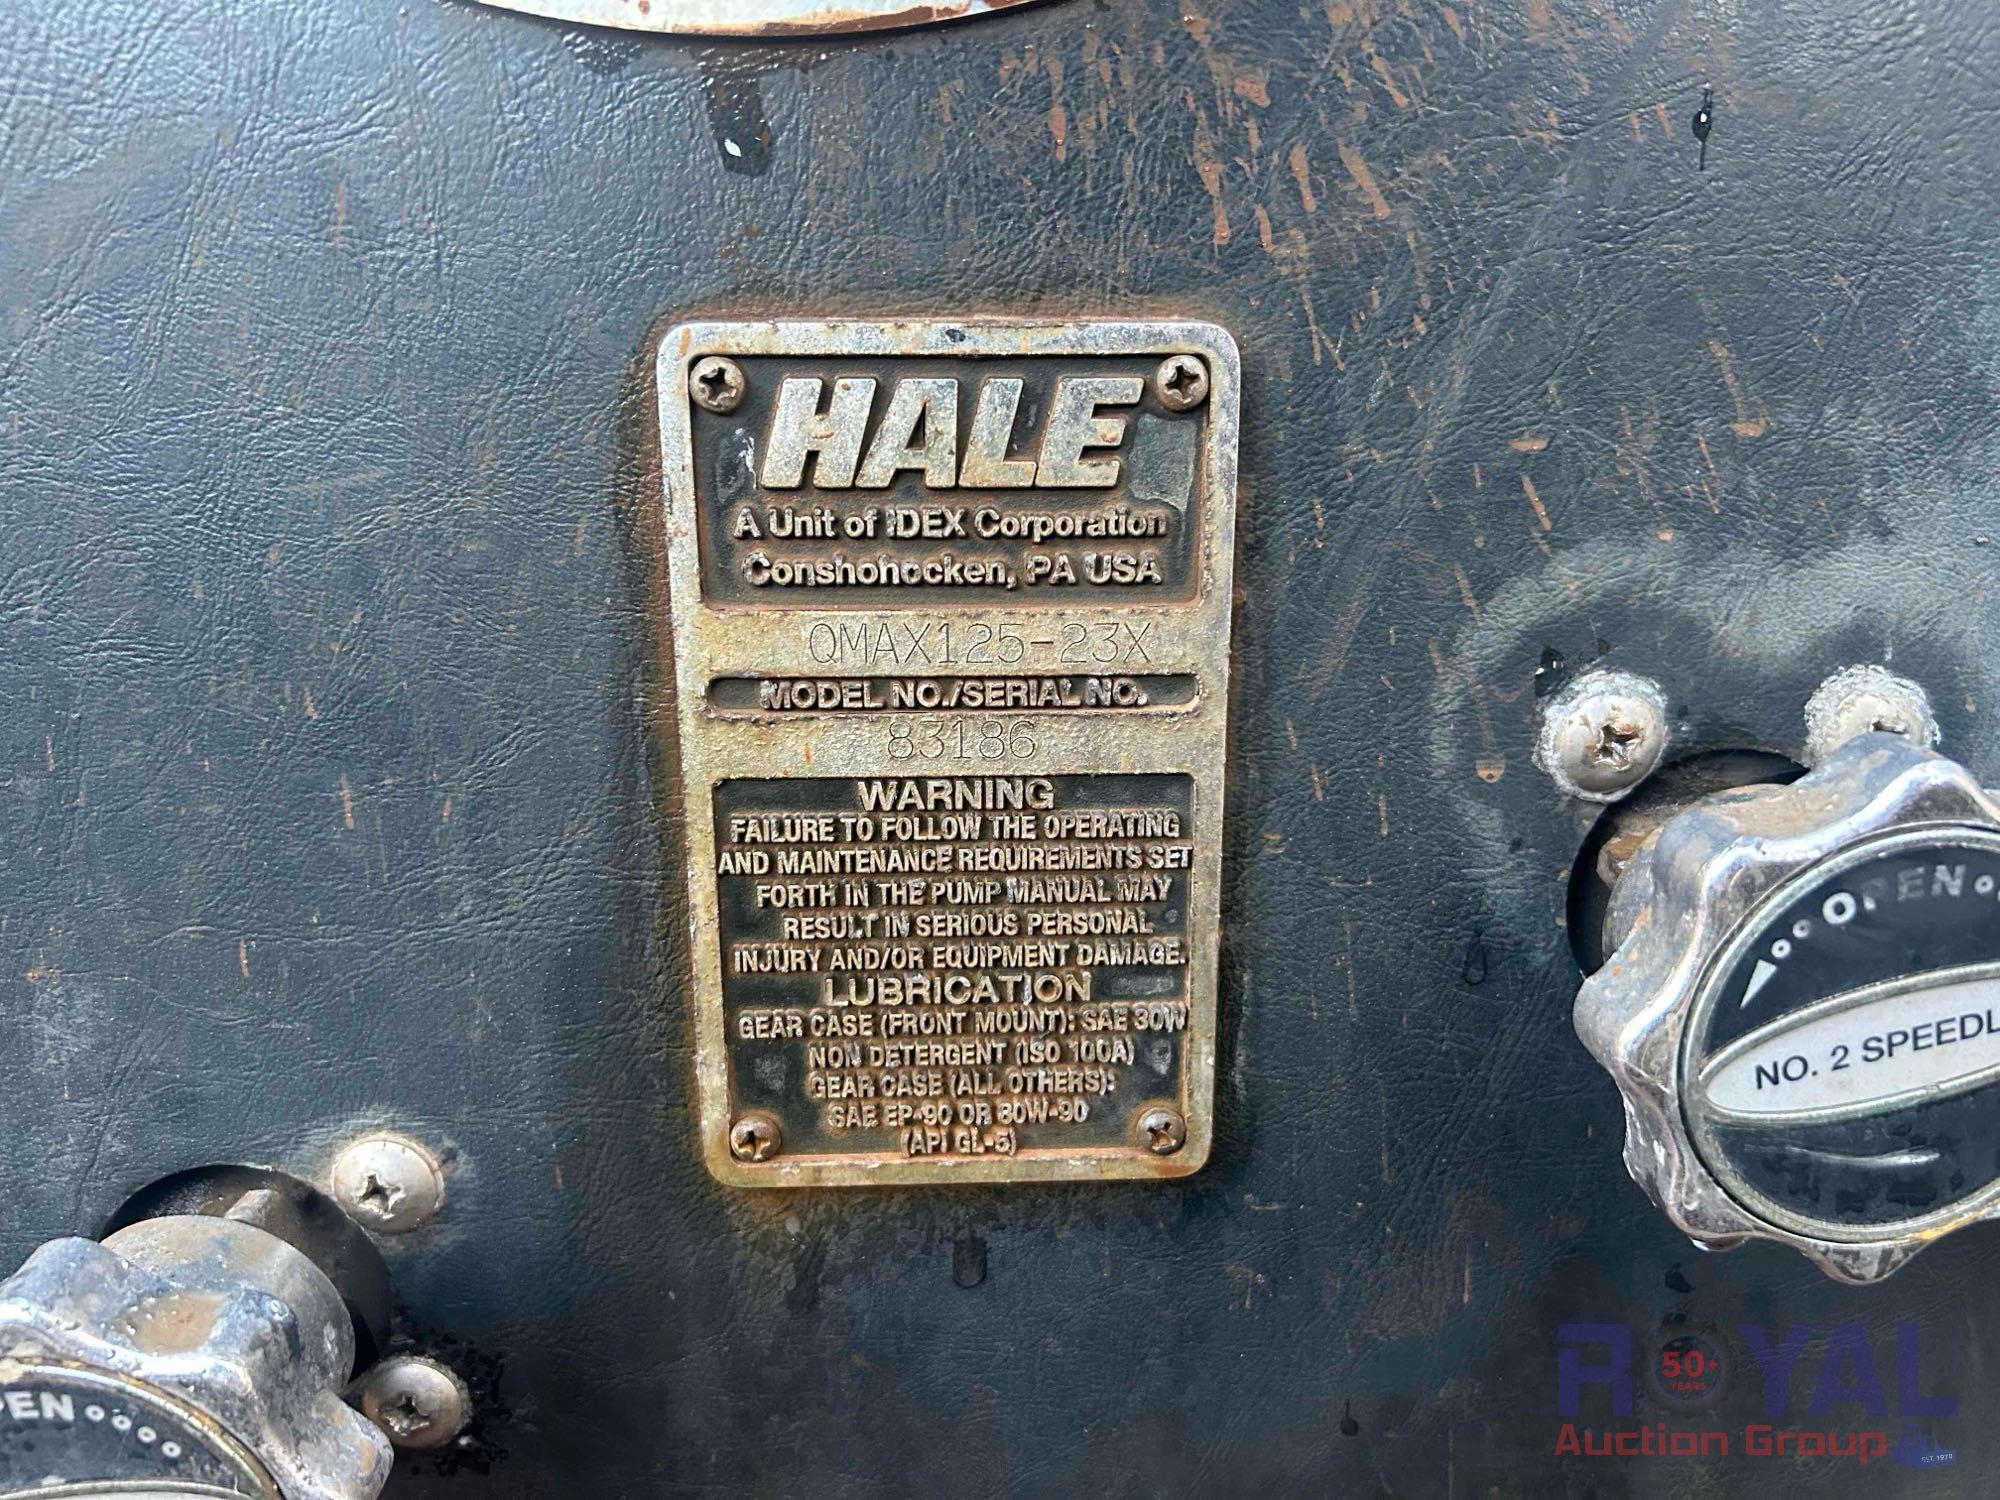 HALE
A Unit of IDEX Corporation
Conshohocken, PA USA
QMAX125-23X
MODEL NO./SERIAL NO.
83186
WARNING
FAILURE TO FOLLOW THE OPERATING
AND MAINTENANCE REQUIREMENTS SET
FORTH IN THE PUMP MANUAL MAY
RESULT IN SERIOUS PERSONAL
INJURY AND/OR EQUIPMENT DAMAGE.
LUBRICATION
GEAR CASE (FRONT MOUNT): SAE 30W
NON DETERGENT (ISO 100A)
GEAR CASE (ALL OTHERS):
SAE EP-90 OR 80W-90
(API GL-5)
OPEN
NO. 2 SPEEDL
PEN
ROYAL
50+
YEARS
Auction Group
EST. 1970